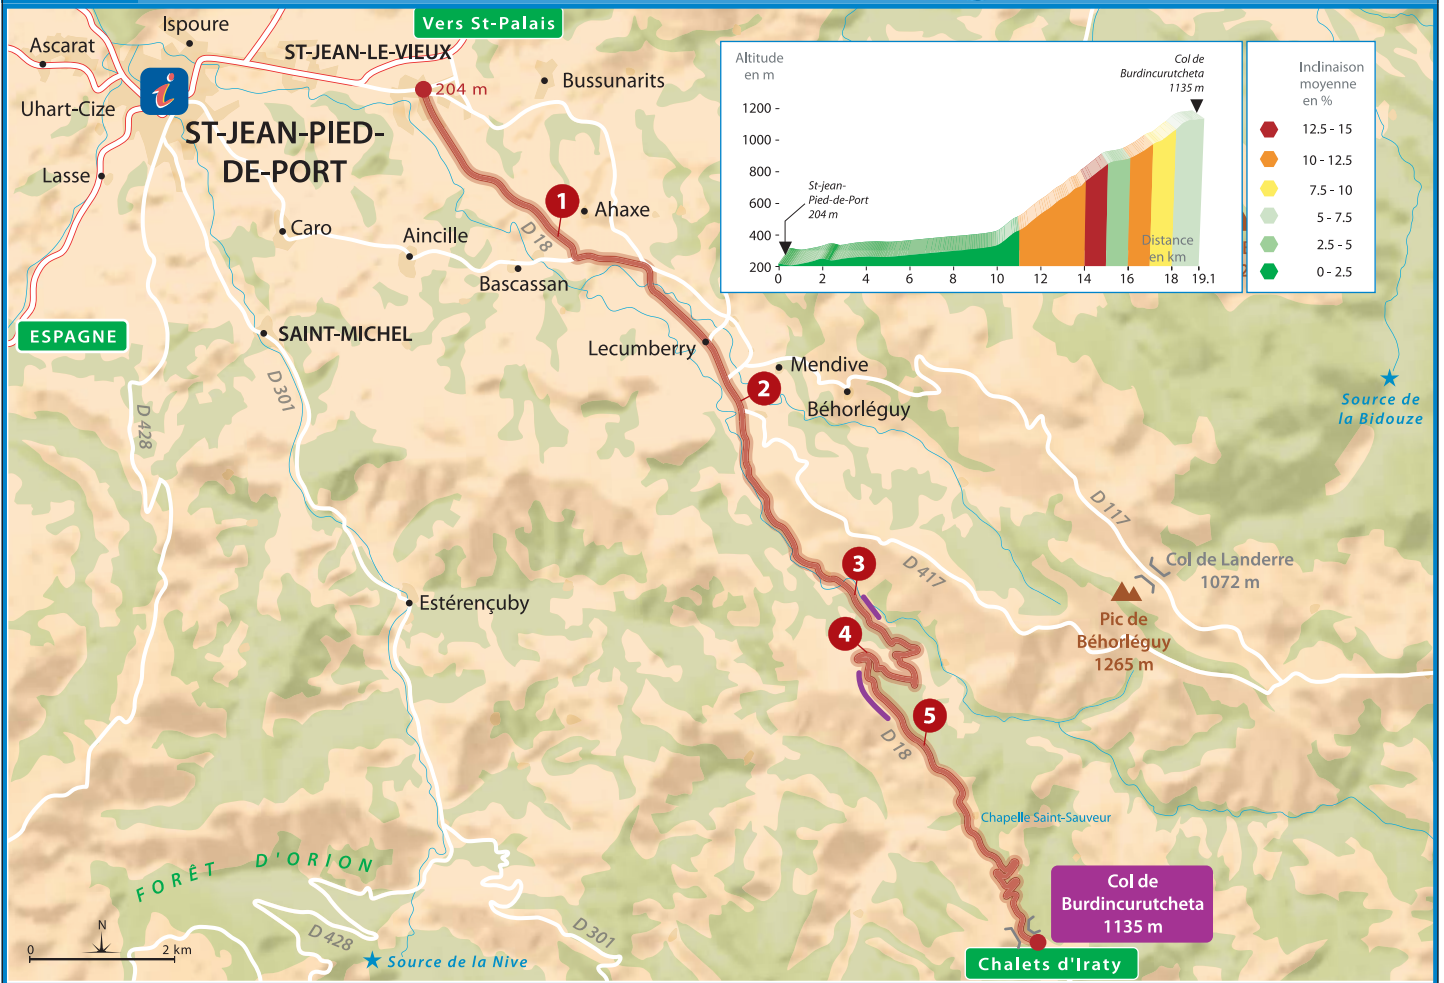 Vers St-Palais
Ispoure
Ascarat
ST-JEAN-LE-VIEUX
Bussunarits
204 m
Uhart-Cize
i
ST-JEAN-PIED-
DE-PORT
Lasse
1
Ahaxe
D 18
Caro
Aincille
Bascassan
ESPAGNE
SAINT-MICHEL
Lecumberry
Mendive
2
Béhorléguy
D 301
D 428
Source de
la Bidouze
D 117
3
D 417
Col de Landerre
1072 m
Estérençuby
4
Pic de
Béhorléguy
1265 m
5
D 18
Chapelle Saint-Sauveur
FORÊT D'ORION
Col de
Burdincurutcheta
1135 m
Chalets d'Iraty
D 428
D 301
Source de la Nive
N
0 2 km
Altitude
en m
1200
1000
800
600
400
200
0 2 4 6 8 10 12 14 16 18 19.1
Distance
en km
St-jean-
Pied-de-Port
204 m
Col de
Burdincurutcheta
1135 m
Inclinaison
moyenne
en %
12.5 - 15
10 - 12.5
7.5 - 10
5 - 7.5
2.5 - 5
0 - 2.5